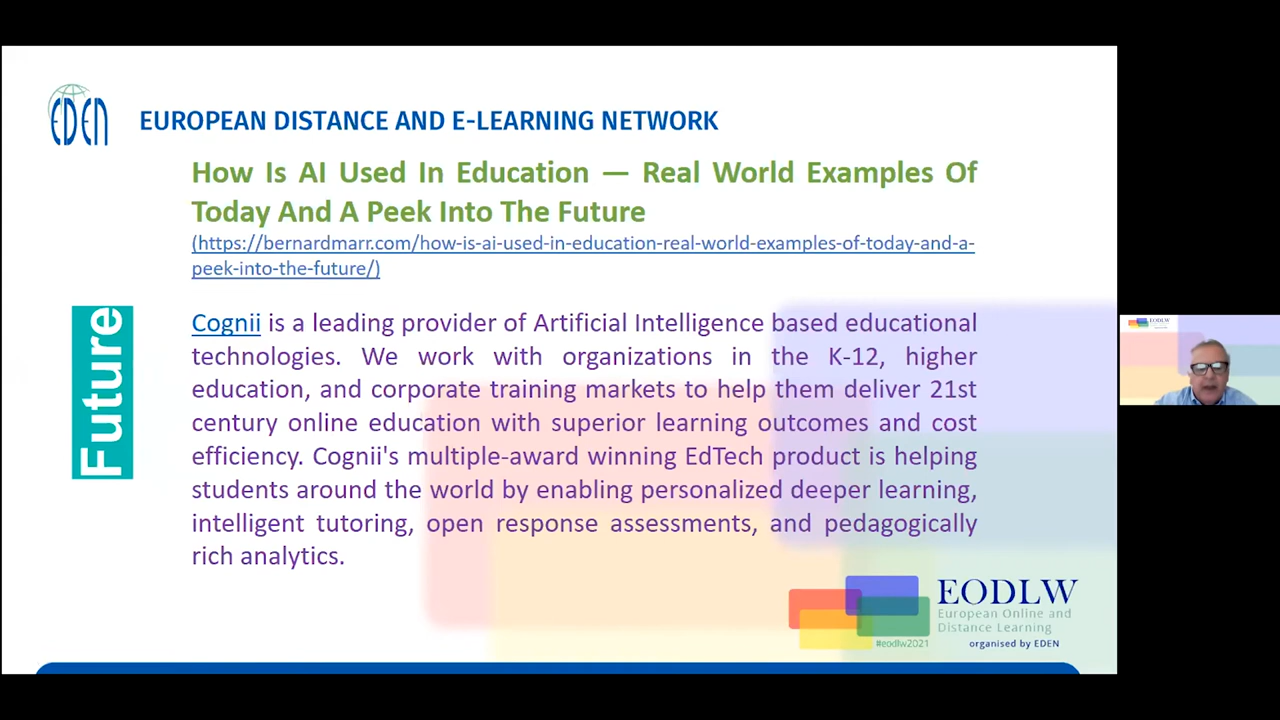 EDEN
EUROPEAN DISTANCE AND E-LEARNING NETWORK
How Is AI Used In Education — Real World Examples Of
Today And A Peek Into The Future
(https://bernardmarr.com/how-is-ai-used-in-education-real-world-examples-of-today-and-a-
peek-into-the-future/)
Future
Cognii is a leading provider of Artificial Intelligence based educational
technologies. We work with organizations in the K-12, higher
education, and corporate training markets to help them deliver 21st
century online education with superior learning outcomes and cost
efficiency. Cognii's multiple-award winning EdTech product is helping
students around the world by enabling personalized deeper learning,
intelligent tutoring, open response assessments, and pedagogically
rich analytics.
EODLW
European Online and
Distance Learning
#eodlw2021
organised by EDEN
EODLW